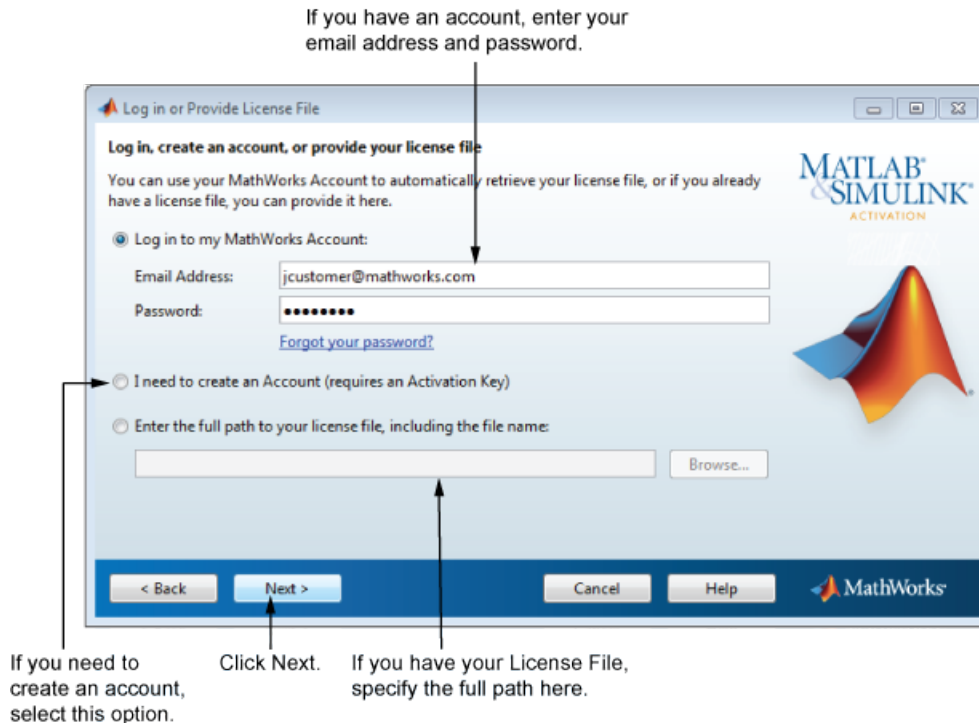 If you have an account, enter your
email address and password.
Log in or Provide License File
Log in, create an account, or provide your license file
You can use your MathWorks Account to automatically retrieve your license file, or if you already
have a license file, you can provide it here.
MATLAB®
&SIMULINK®
ACTIVATION
Log in to my MathWorks Account:
Email Address: jcustomer@mathworks.com
Password: ••••••••
Forgot your password?
I need to create an Account (requires an Activation Key)
Enter the full path to your license file, including the file name:
Browse...
< Back Next > Cancel Help MathWorks®
If you need to
create an account,
select this option.
Click Next.
If you have your License File,
specify the full path here.